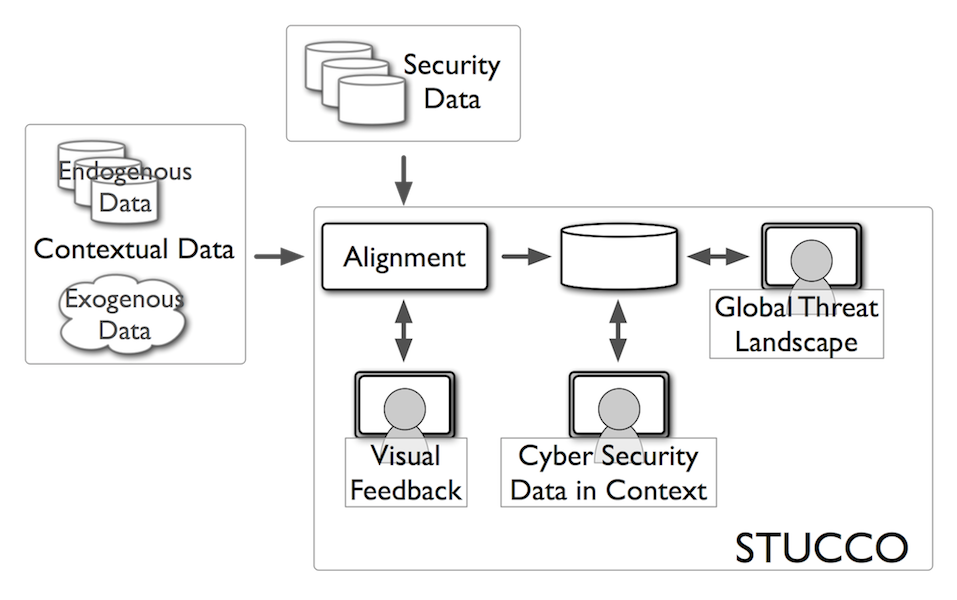 Security
Data
Endogenous
Data
Contextual Data
Exogenous
Data
Alignment
Global Threat
Landscape
Visual
Feedback
Cyber Security
Data in Context
STUCCO